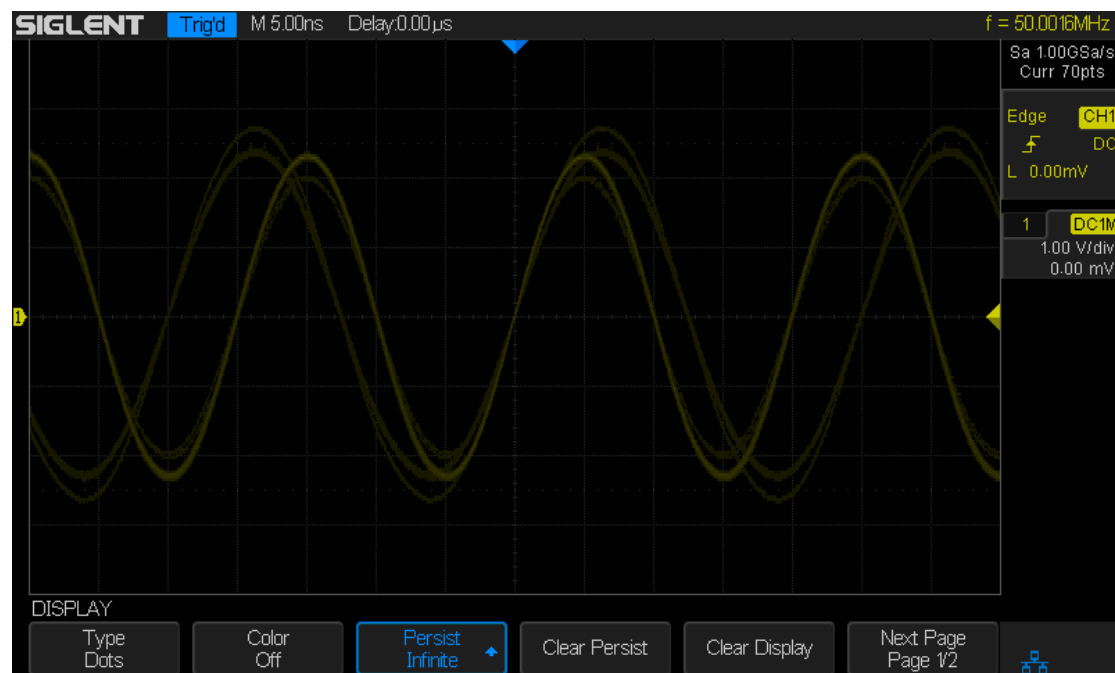 SIGLENT Trig'd M 5.00ns Delay:0.00µs f = 50.0016MHz
Sa 1.00GSa/s
Curr 70pts
Edge CH1
DC
L 0.00mV
1 DC1M
1.00 V/div
0.00 mV
1
DISPLAY
Type Color Persist Clear Persist Clear Display Next Page
Dots Off Infinite Page 1/2